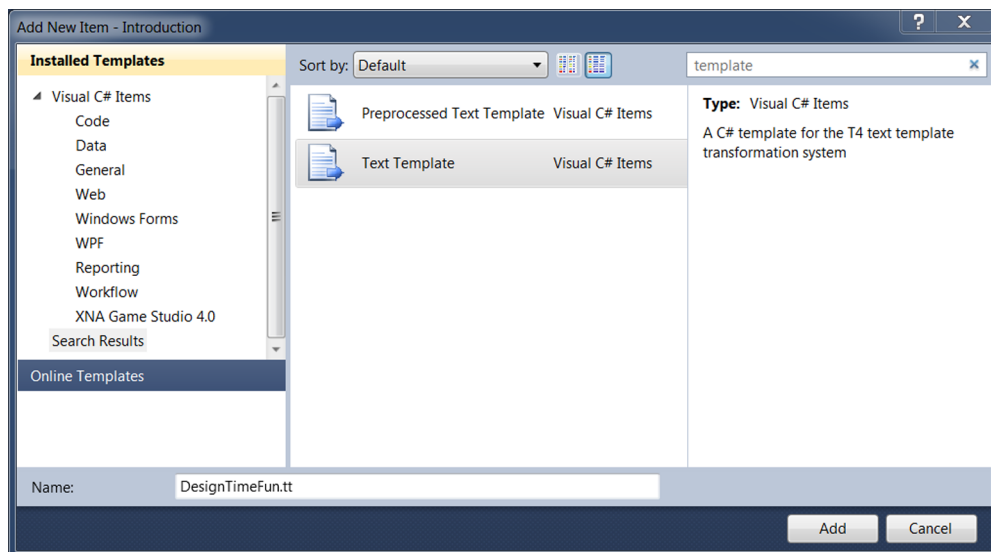 Add New Item - Introduction
? X
Installed Templates
Visual C# Items
Code
Data
General
Web
Windows Forms
WPF
Reporting
Workflow
XNA Game Studio 4.0
Search Results
Online Templates
Sort by: Default
Preprocessed Text Template Visual C# Items
Text Template Visual C# Items
template
Type: Visual C# Items
A C# template for the T4 text template
transformation system
Name: DesignTimeFun.tt
Add Cancel